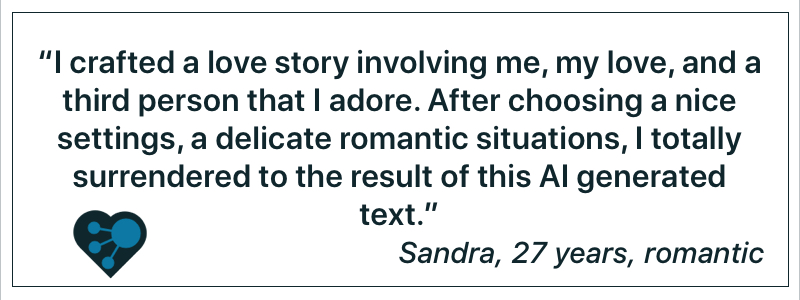 “I crafted a love story involving me, my love, and a
third person that I adore. After choosing a nice
settings, a delicate romantic situations, I totally
surrendered to the result of this AI generated
text.”
Sandra, 27 years, romantic